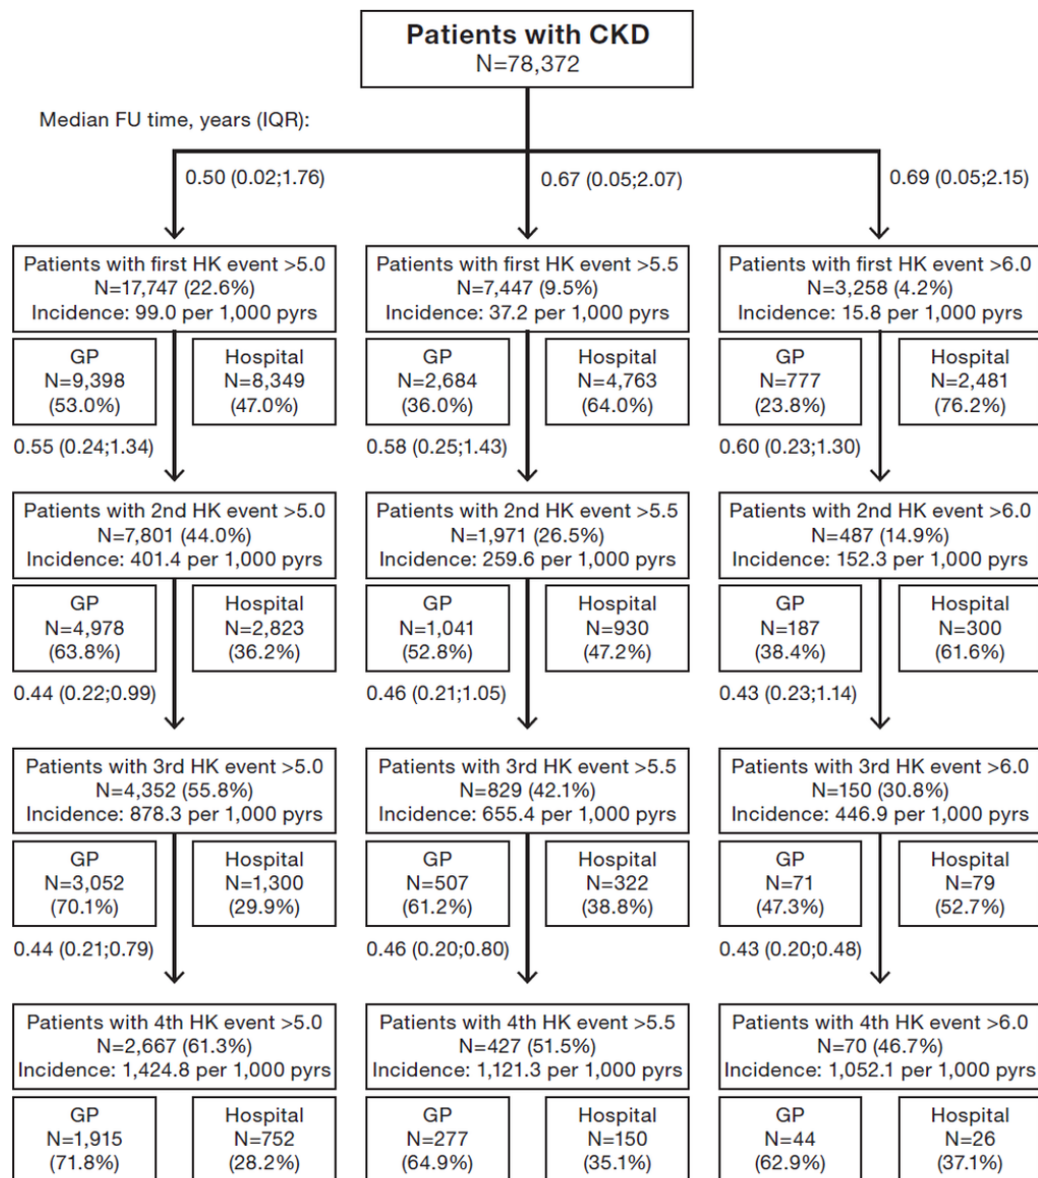 Patients with CKD
N=78,372
Median FU time, years (IQR):
0.50 (0.02;1.76)
0.67 (0.05;2.07)
0.69 (0.05;2.15)
Patients with first HK event >5.0
N=17,747 (22.6%)
Incidence: 99.0 per 1,000 pyrs
Patients with first HK event >5.5
N=7,447 (9.5%)
Incidence: 37.2 per 1,000 pyrs
Patients with first HK event >6.0
N=3,258 (4.2%)
Incidence: 15.8 per 1,000 pyrs
GP
N=9,398
(53.0%)
Hospital
N=8,349
(47.0%)
GP
N=2,684
(36.0%)
Hospital
N=4,763
(64.0%)
GP
N=777
(23.8%)
Hospital
N=2,481
(76.2%)
0.55 (0.24;1.34)
0.58 (0.25;1.43)
0.60 (0.23;1.30)
Patients with 2nd HK event >5.0
N=7,801 (44.0%)
Incidence: 401.4 per 1,000 pyrs
Patients with 2nd HK event >5.5
N=1,971 (26.5%)
Incidence: 259.6 per 1,000 pyrs
Patients with 2nd HK event >6.0
N=487 (14.9%)
Incidence: 152.3 per 1,000 pyrs
GP
N=4,978
(63.8%)
Hospital
N=2,823
(36.2%)
GP
N=1,041
(52.8%)
Hospital
N=930
(47.2%)
GP
N=187
(38.4%)
Hospital
N=300
(61.6%)
0.44 (0.22;0.99)
0.46 (0.21;1.05)
0.43 (0.23;1.14)
Patients with 3rd HK event >5.0
N=4,352 (55.8%)
Incidence: 878.3 per 1,000 pyrs
Patients with 3rd HK event >5.5
N=829 (42.1%)
Incidence: 655.4 per 1,000 pyrs
Patients with 3rd HK event >6.0
N=150 (30.8%)
Incidence: 446.9 per 1,000 pyrs
GP
N=3,052
(70.1%)
Hospital
N=1,300
(29.9%)
GP
N=507
(61.2%)
Hospital
N=322
(38.8%)
GP
N=71
(47.3%)
Hospital
N=79
(52.7%)
0.44 (0.21;0.79)
0.46 (0.20;0.80)
0.43 (0.20;0.48)
Patients with 4th HK event >5.0
N=2,667 (61.3%)
Incidence: 1,424.8 per 1,000 pyrs
Patients with 4th HK event >5.5
N=427 (51.5%)
Incidence: 1,121.3 per 1,000 pyrs
Patients with 4th HK event >6.0
N=70 (46.7%)
Incidence: 1,052.1 per 1,000 pyrs
GP
N=1,915
(71.8%)
Hospital
N=752
(28.2%)
GP
N=277
(64.9%)
Hospital
N=150
(35.1%)
GP
N=44
(62.9%)
Hospital
N=26
(37.1%)